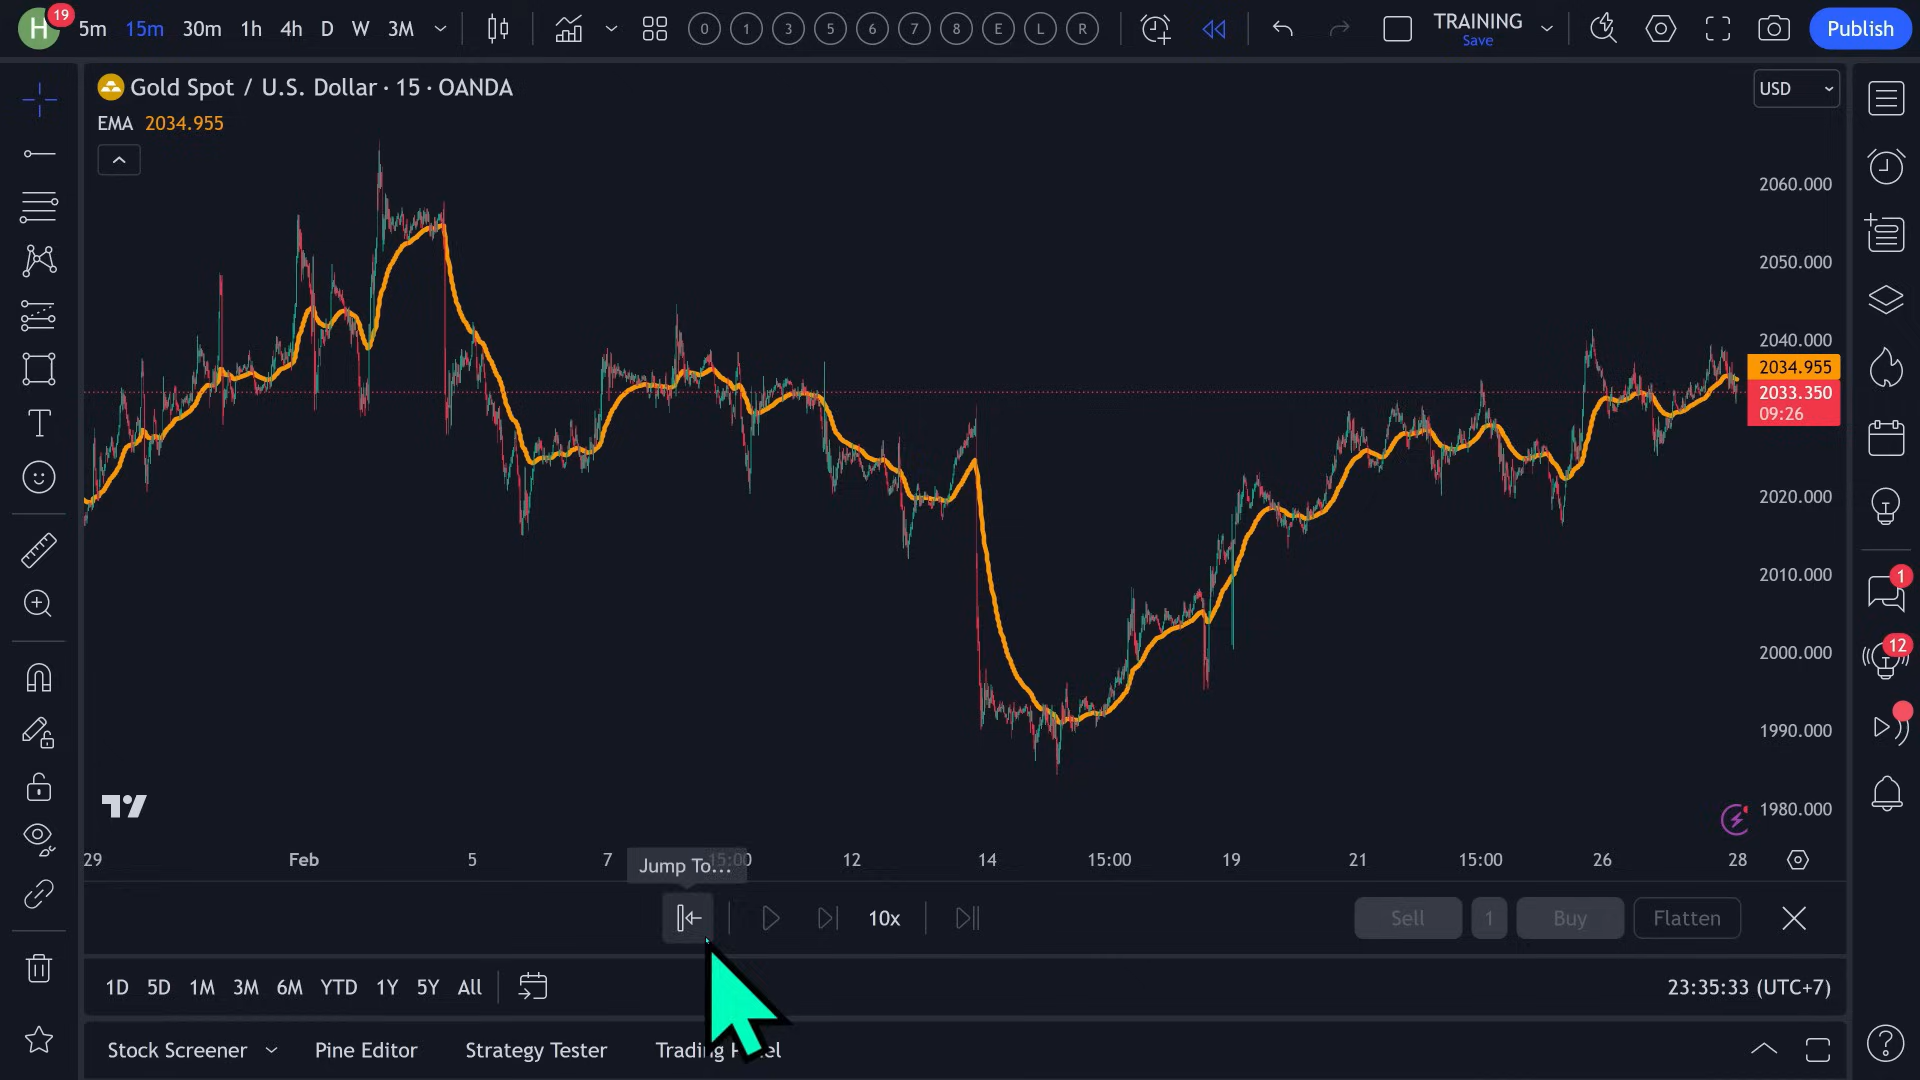 H 19 5m 15m 30m 1h 4h D W 3M 0 1 3 5 6 7 8 E L R TRAINING Publish
Save
Gold Spot / U.S. Dollar · 15 · OANDA
USD
EMA 2034.955
2060.000
2050.000
2040.000
2034.955
2033.350
09:26
2020.000
2010.000
1
2000.000
12
1990.000
1980.000
29 Feb 5 7 15:00 12 14 15:00 19 21 15:00 26 28
Jump To...
10x
Sell 1 Buy Flatten
1D 5D 1M 3M 6M YTD 1Y 5Y All
23:35:33 (UTC+7)
Stock Screener Pine Editor Strategy Tester Trading